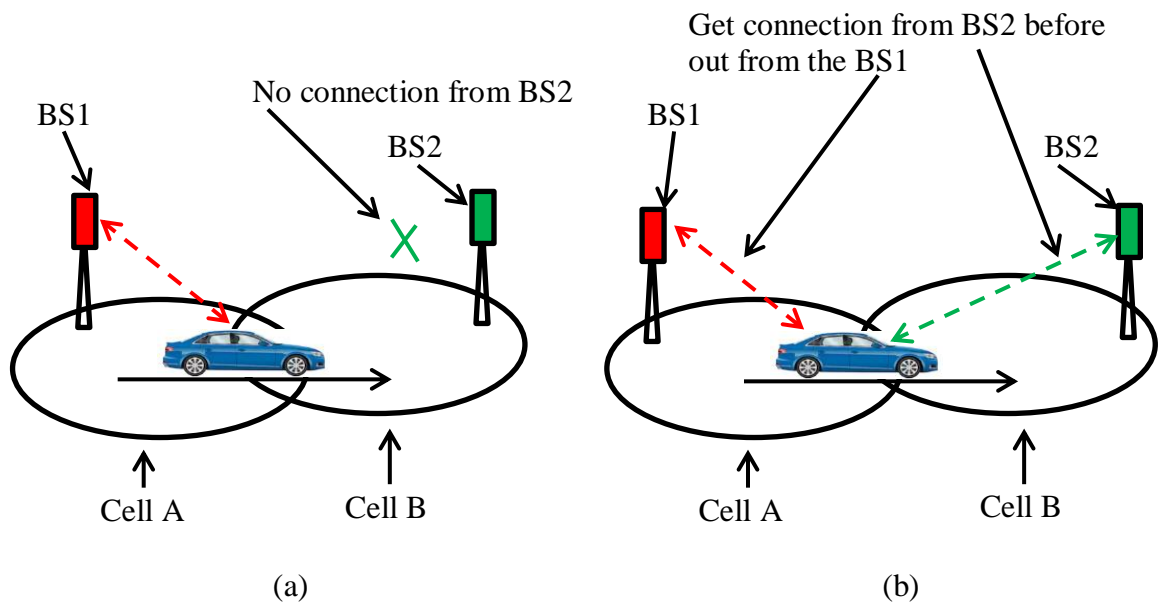 No connection from BS2
BS1
BS2
Cell A
Cell B
(a)
Get connection from BS2 before
out from the BS1
BS1
BS2
Cell A
Cell B
(b)